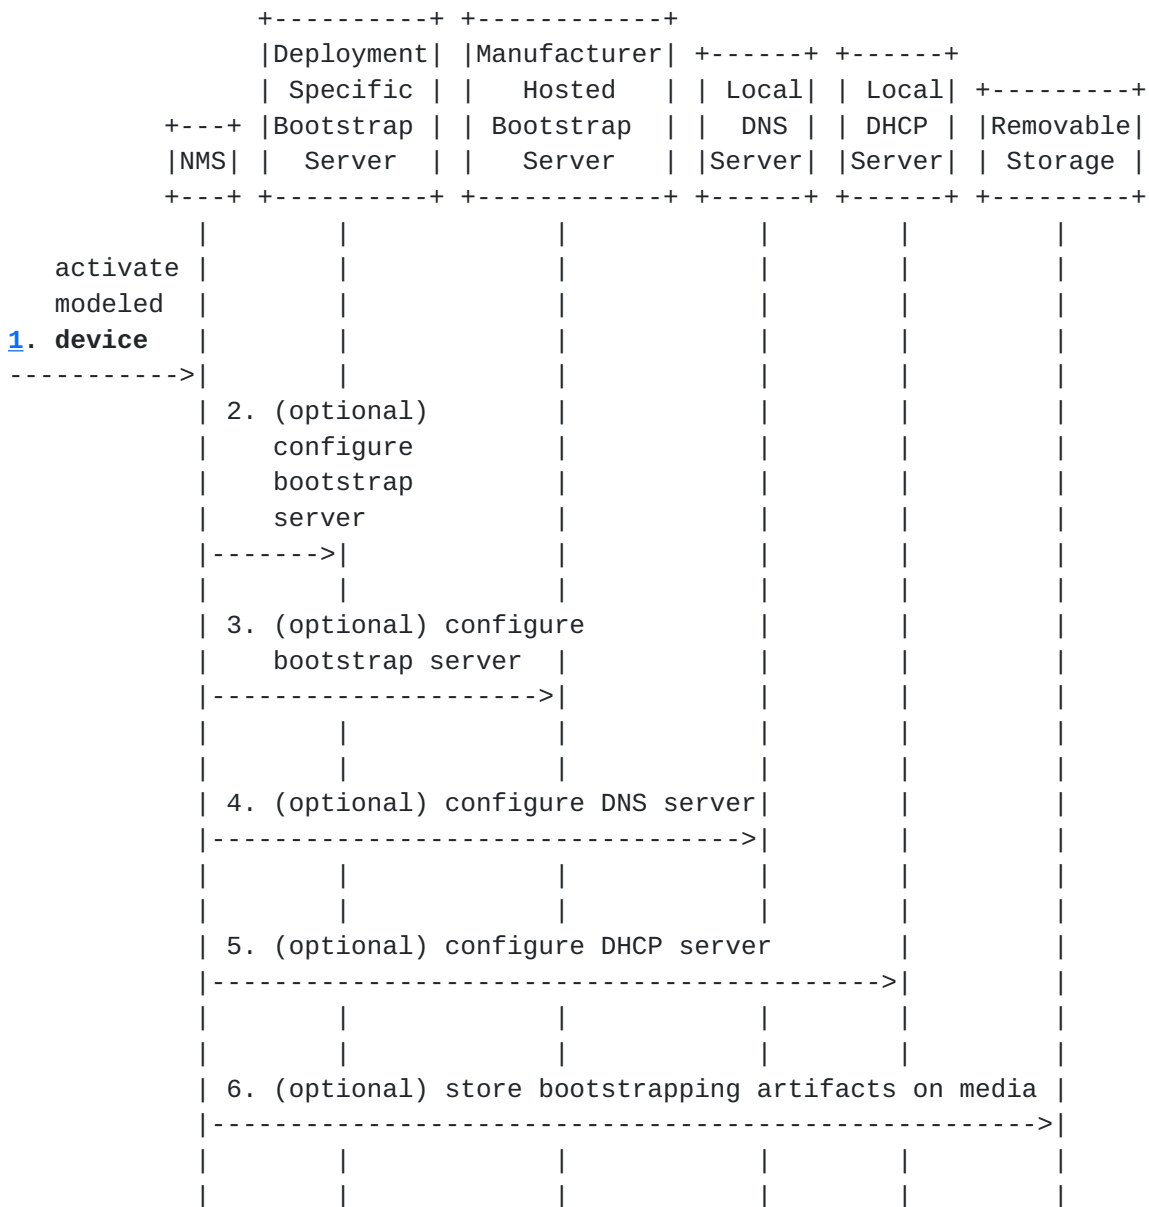 +----------+ +------------+
                |Deployment| |Manufacturer| +------+ +------+
                | Specific | |   Hosted   | | Local| | Local| +---------+
          +---+ |Bootstrap | | Bootstrap  | |  DNS | | DHCP | |Removable|
          |NMS| |  Server  | |   Server   | |Server| |Server| | Storage |
          +---+ +----------+ +------------+ +------+ +------+ +---------+
            |        |             |            |        |         |
   activate |        |             |            |        |         |
   modeled  |        |             |            |        |         |
1. device   |        |             |            |        |         |
----------->|        |             |            |        |         |
            | 2. (optional)        |            |        |         |
            |    configure         |            |        |         |
            |    bootstrap         |            |        |         |
            |    server            |            |        |         |
            |------->|             |            |        |         |
            |        |             |            |        |         |
            | 3. (optional) configure           |        |         |
            |    bootstrap server  |            |        |         |
            |--------------------->|            |        |         |
            |        |             |            |        |         |
            |        |             |            |        |         |
            | 4. (optional) configure DNS server|        |         |
            |---------------------------------->|        |         |
            |        |             |            |        |         |
            |        |             |            |        |         |
            | 5. (optional) configure DHCP server        |         |
            |------------------------------------------->|         |
            |        |             |            |        |         |
            |        |             |            |        |         |
            | 6. (optional) store bootstrapping artifacts on media |
            |----------------------------------------------------->|
            |        |             |            |        |         |
            |        |             |            |        |         |